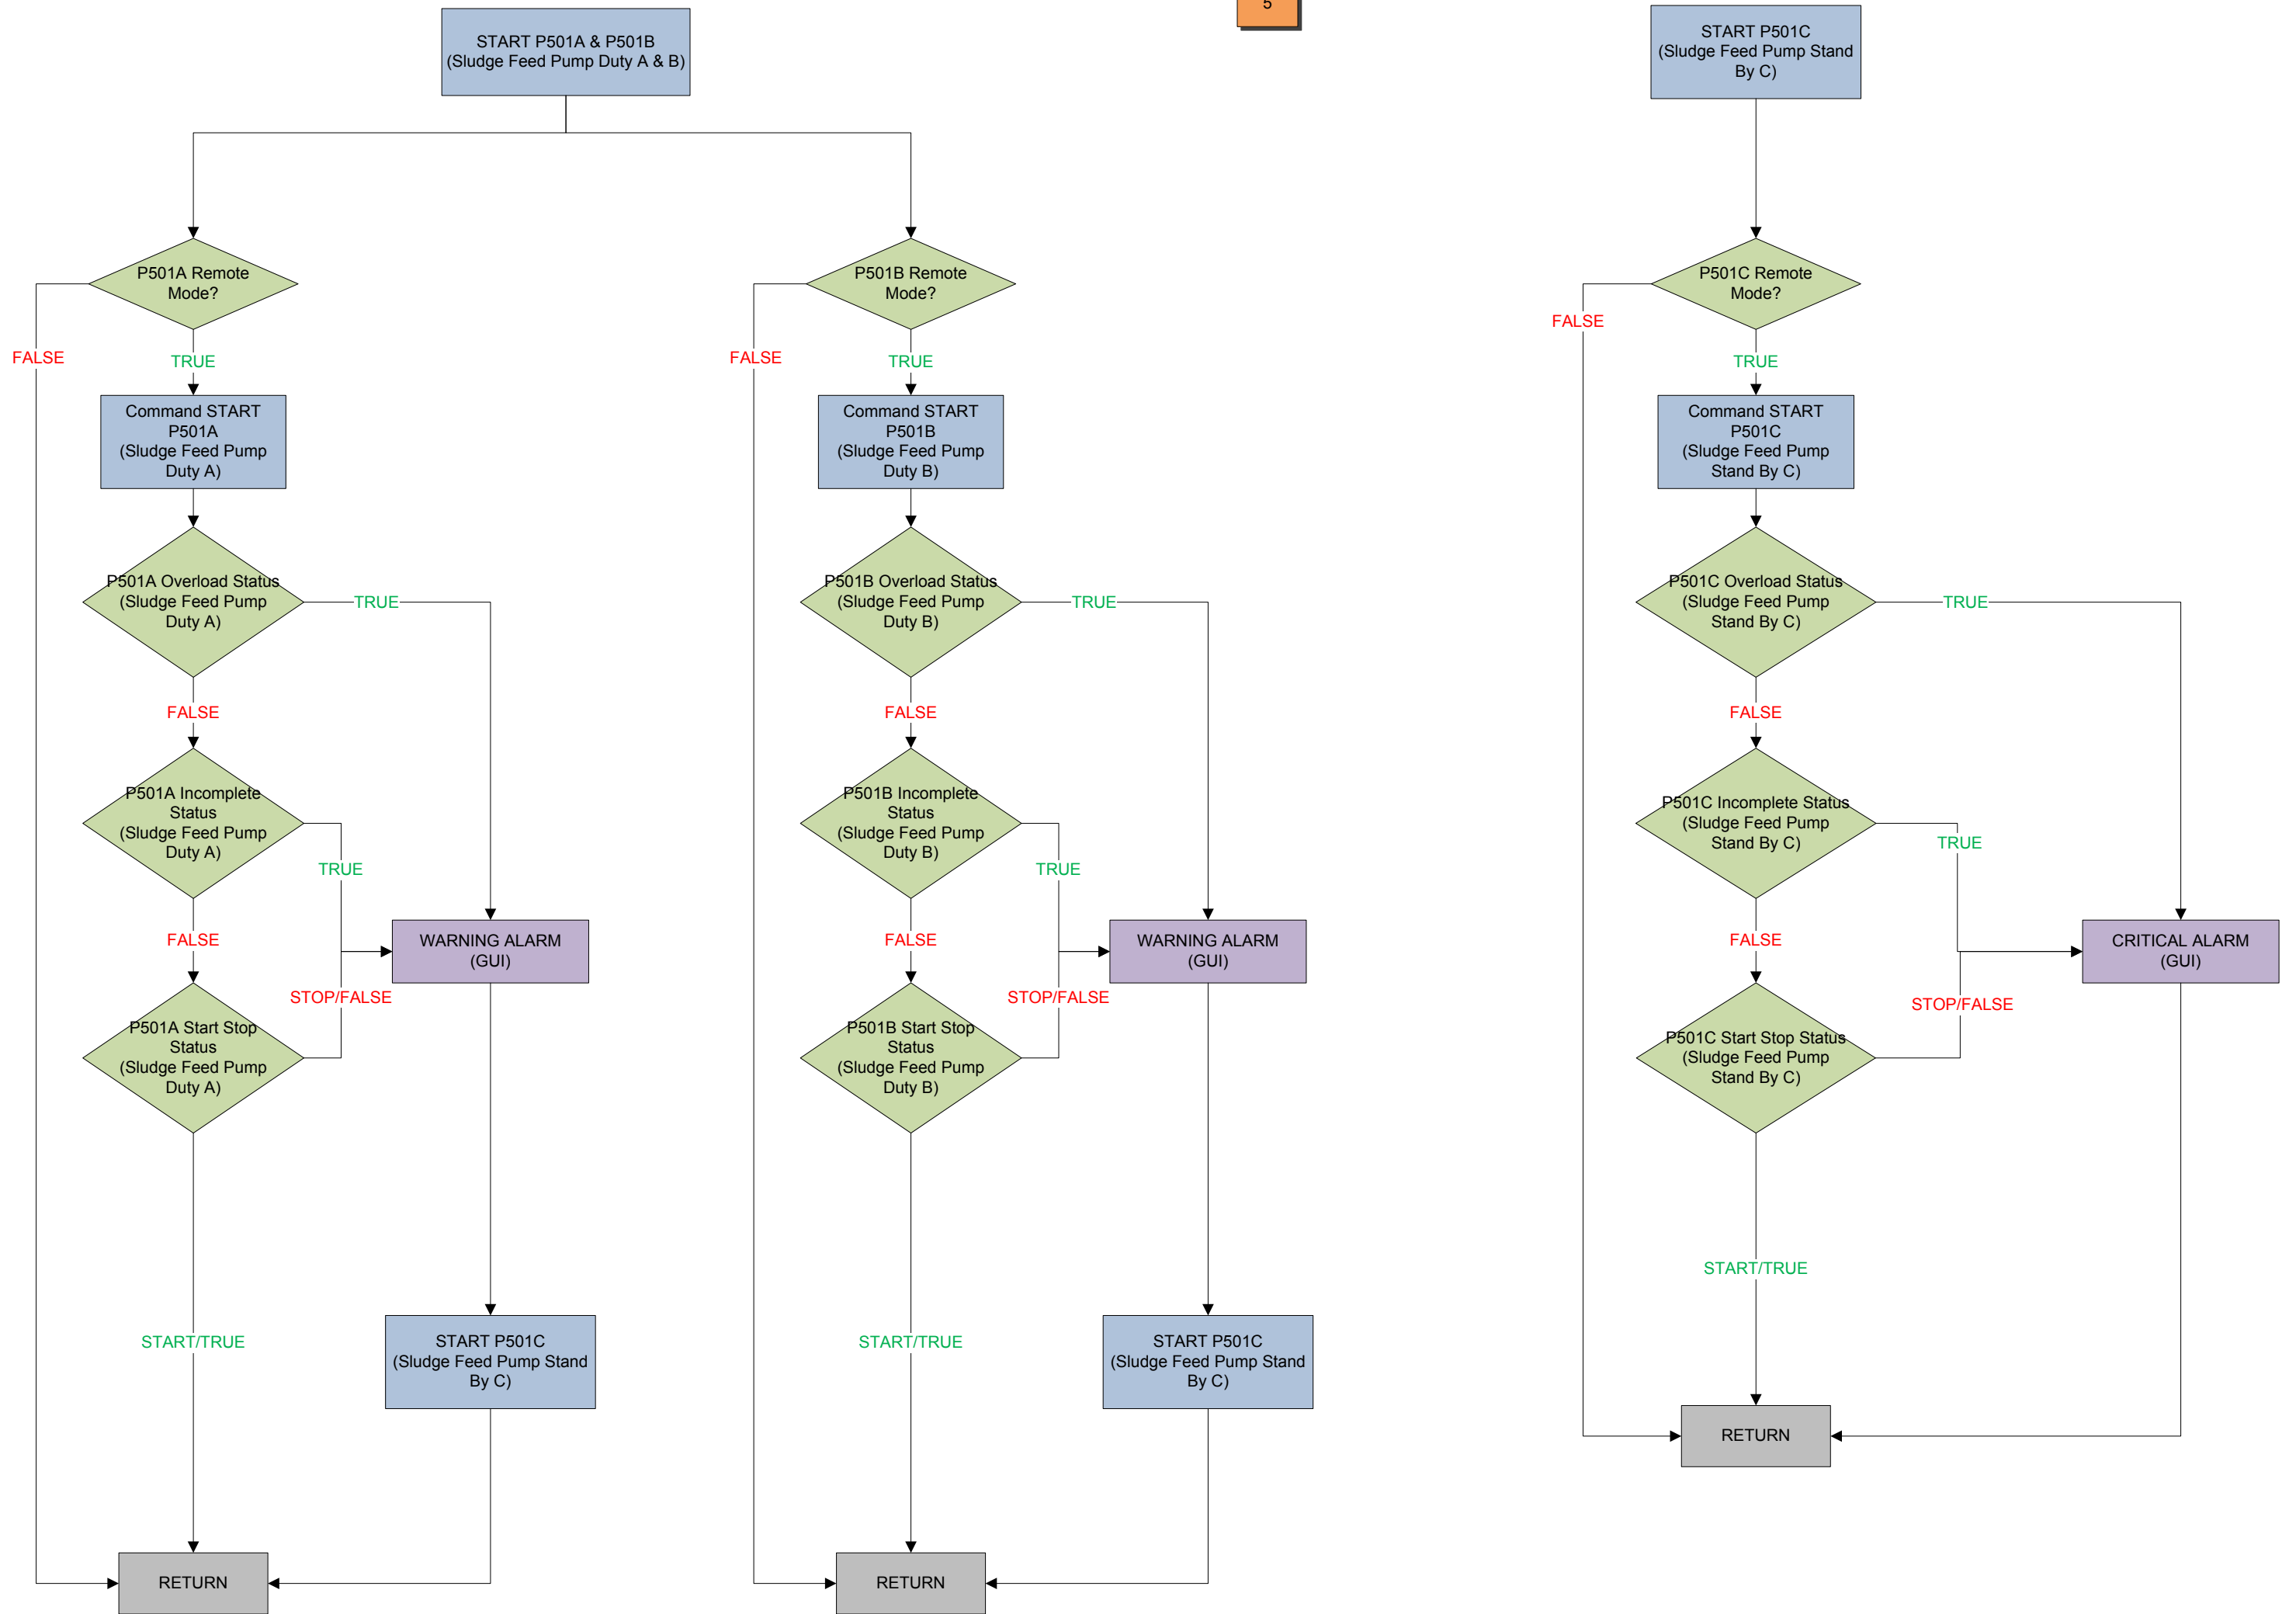 START P501A & P501B
(Sludge Feed Pump Duty A & B)
5
START P501C
(Sludge Feed Pump Stand
By C)
P501A Remote
Mode?
FALSE
TRUE
Command START
P501A
(Sludge Feed Pump
Duty A)
P501A Overload Status
(Sludge Feed Pump
Duty A)
TRUE
FALSE
P501A Incomplete
Status
(Sludge Feed Pump
Duty A)
TRUE
FALSE
WARNING ALARM
(GUI)
STOP/FALSE
P501A Start Stop
Status
(Sludge Feed Pump
Duty A)
START/TRUE
START P501C
(Sludge Feed Pump Stand
By C)
RETURN
P501B Remote
Mode?
FALSE
TRUE
Command START
P501B
(Sludge Feed Pump
Duty B)
P501B Overload Status
(Sludge Feed Pump
Duty B)
TRUE
FALSE
P501B Incomplete
Status
(Sludge Feed Pump
Duty B)
TRUE
FALSE
WARNING ALARM
(GUI)
STOP/FALSE
P501B Start Stop
Status
(Sludge Feed Pump
Duty B)
START/TRUE
START P501C
(Sludge Feed Pump Stand
By C)
RETURN
P501C Remote
Mode?
FALSE
TRUE
Command START
P501C
(Sludge Feed Pump
Stand By C)
P501C Overload Status
(Sludge Feed Pump
Stand By C)
TRUE
FALSE
P501C Incomplete Status
(Sludge Feed Pump
Stand By C)
TRUE
FALSE
CRITICAL ALARM
(GUI)
STOP/FALSE
P501C Start Stop Status
(Sludge Feed Pump
Stand By C)
START/TRUE
RETURN